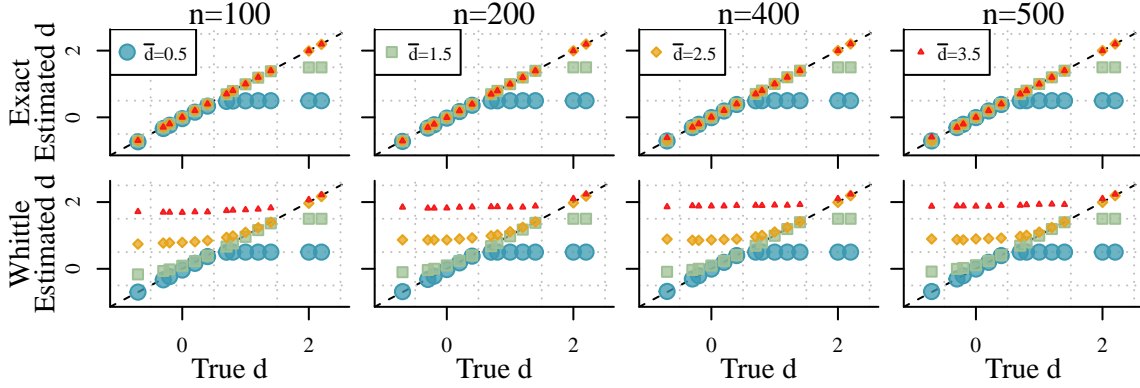 n=100
n=200
n=400
n=500
Exact
Estimated d
2
0
d̅=0.5
d̅=1.5
d̅=2.5
d̅=3.5
Whittle
Estimated d
2
0
0
2
0
2
0
2
0
2
True d
True d
True d
True d